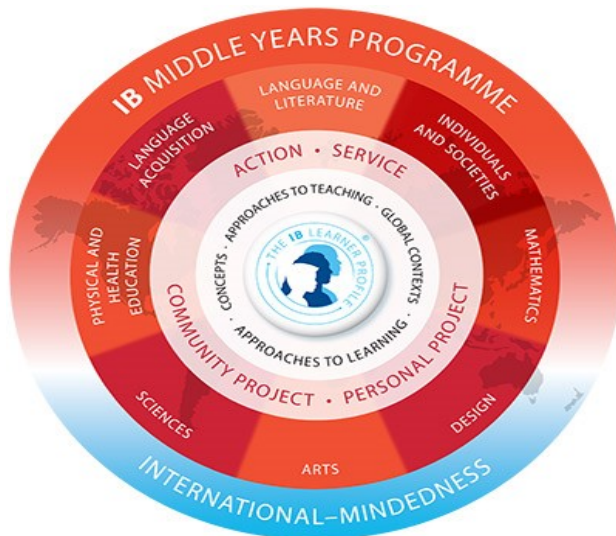 IB MIDDLE YEARS PROGRAMME
LANGUAGE AND
LITERATURE
INDIVIDUALS
AND SOCIETIES
MATHEMATICS
DESIGN
ARTS
SCIENCES
PHYSICAL AND
HEALTH
EDUCATION
LANGUAGE
ACQUISITION
ACTION • SERVICE
COMMUNITY PROJECT • PERSONAL PROJECT
APPROACHES TO TEACHING · GLOBAL CONTEXTS ·
APPROACHES TO LEARNING · CONCEPTS ·
THE IB LEARNER PROFILE ®
INTERNATIONAL–MINDEDNESS